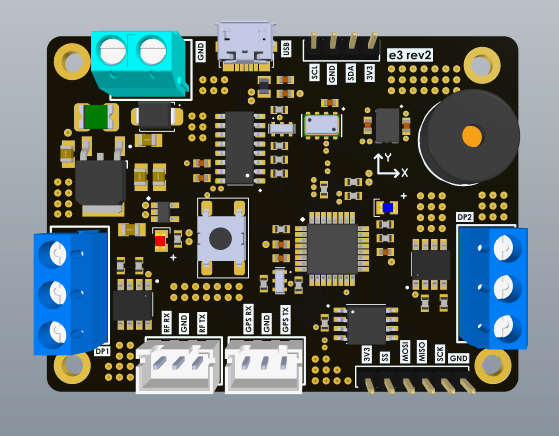 GND
USB
SCL
GND
SDA
3V3
e3 rev2
Y
X
DP2
DP1
RF RX
GND
RF TX
GPS RX
GND
GPS TX
3V3
SS
MOSI
MISO
SCK
GND